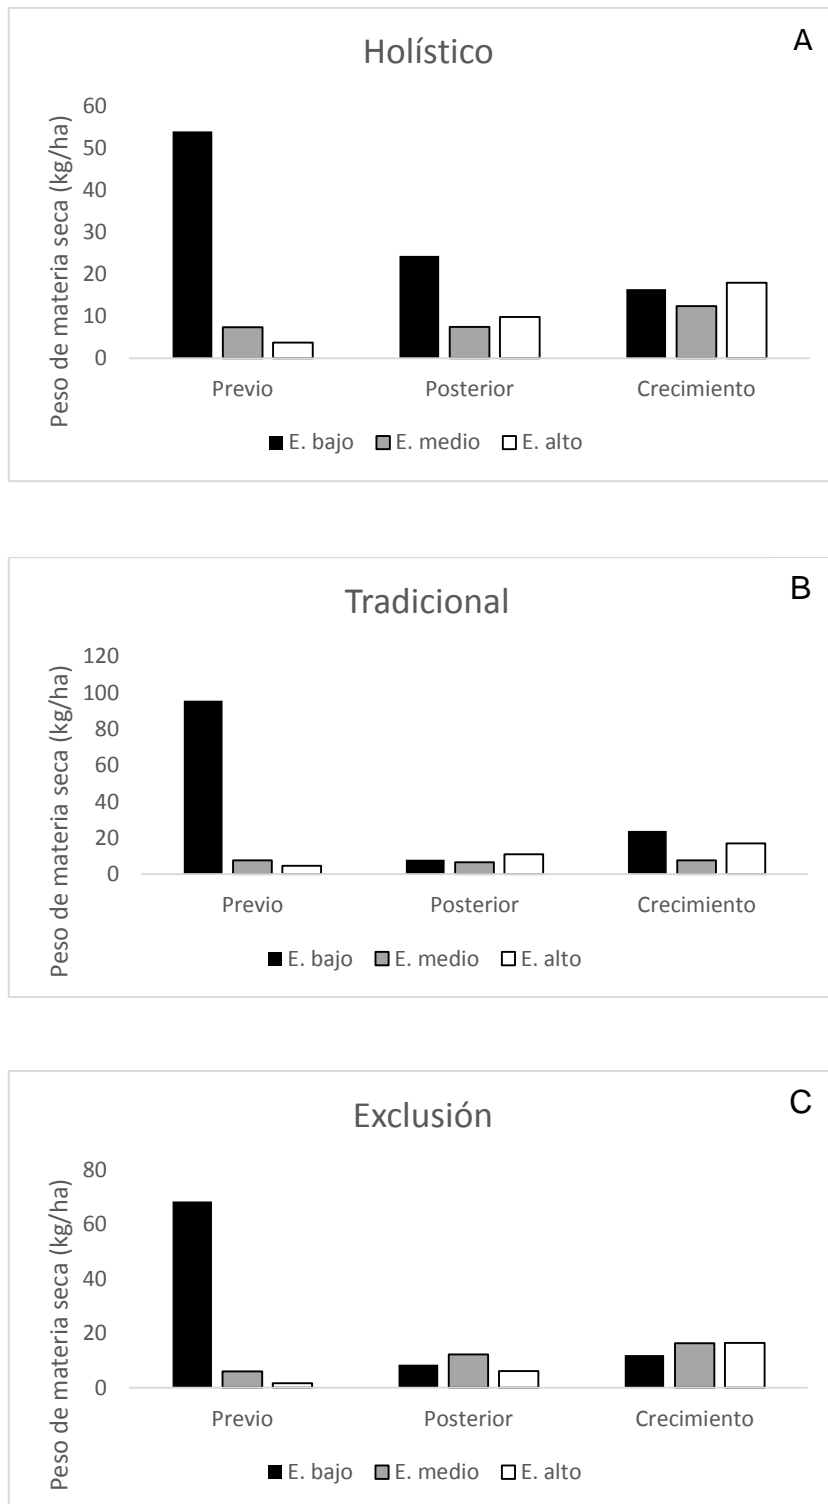 A
Holístico
Peso de materia seca (kg/ha)
60
50
40
30
20
10
0
Previo Posterior Crecimiento
E. bajo E. medio E. alto
B
Tradicional
Peso de materia seca (kg/ha)
120
100
80
60
40
20
0
Previo Posterior Crecimiento
E. bajo E. medio E. alto
C
Exclusión
Peso de materia seca (kg/ha)
80
60
40
20
0
Previo Posterior Crecimiento
E. bajo E. medio E. alto